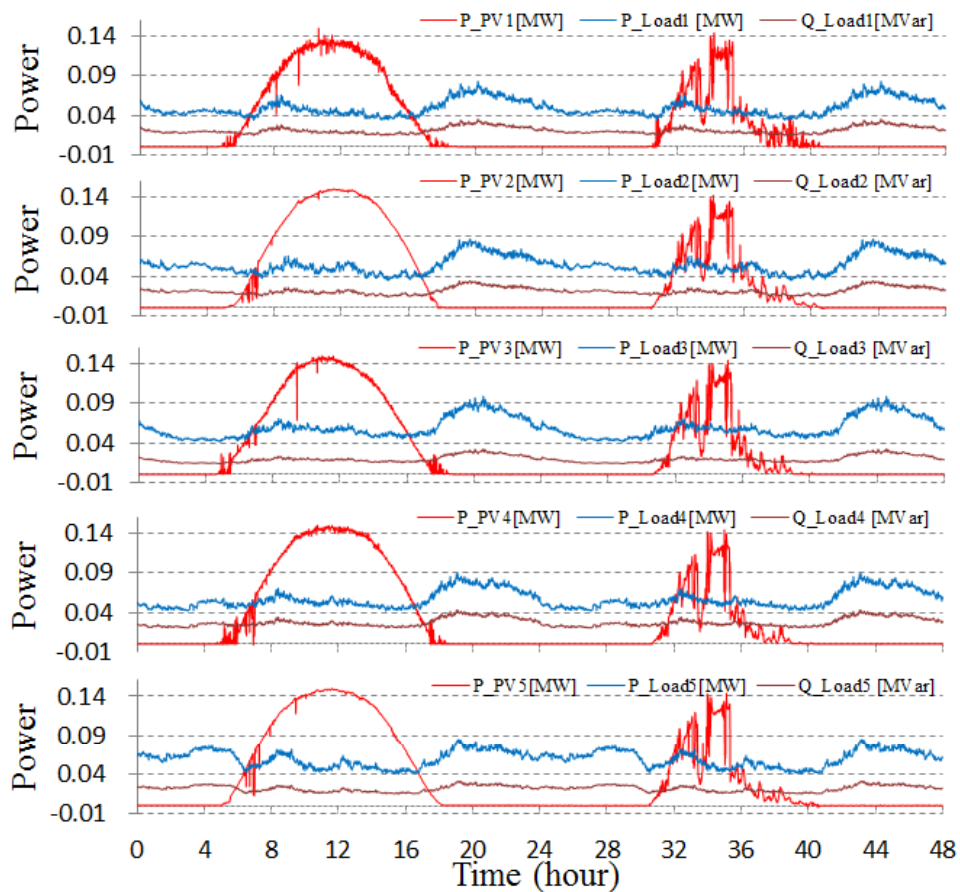 P_PV1[MW] P_Load1 [MW] Q_Load1[MVar]
Power
0.14
0.09
0.04
-0.01
P_PV2[MW] P_Load2[MW] Q_Load2 [MVar]
Power
0.14
0.09
0.04
-0.01
P_PV3[MW] P_Load3[MW] Q_Load3 [MVar]
Power
0.14
0.09
0.04
-0.01
P_PV4[MW] P_Load4[MW] Q_Load4 [MVar]
Power
0.14
0.09
0.04
-0.01
P_PV5[MW] P_Load5[MW] Q_Load5 [MVar]
Power
0.14
0.09
0.04
-0.01
0 4 8 12 16 20 24 28 32 36 40 44 48
Time (hour)